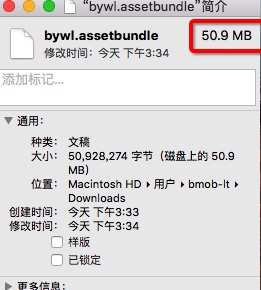 “bywl.assetbundle”简介
bywl.assetbundle 50.9 MB
修改时间：今天 下午3:34
添加标记...
通用：
种类： 文稿
大小： 50,928,274 字节（磁盘上的 50.9
MB）
位置： Macintosh HD ▸ 用户 ▸ bmob-lt ▸
Downloads
创建时间： 今天 下午3:33
修改时间： 今天 下午3:34
样版
已锁定
更多信息：